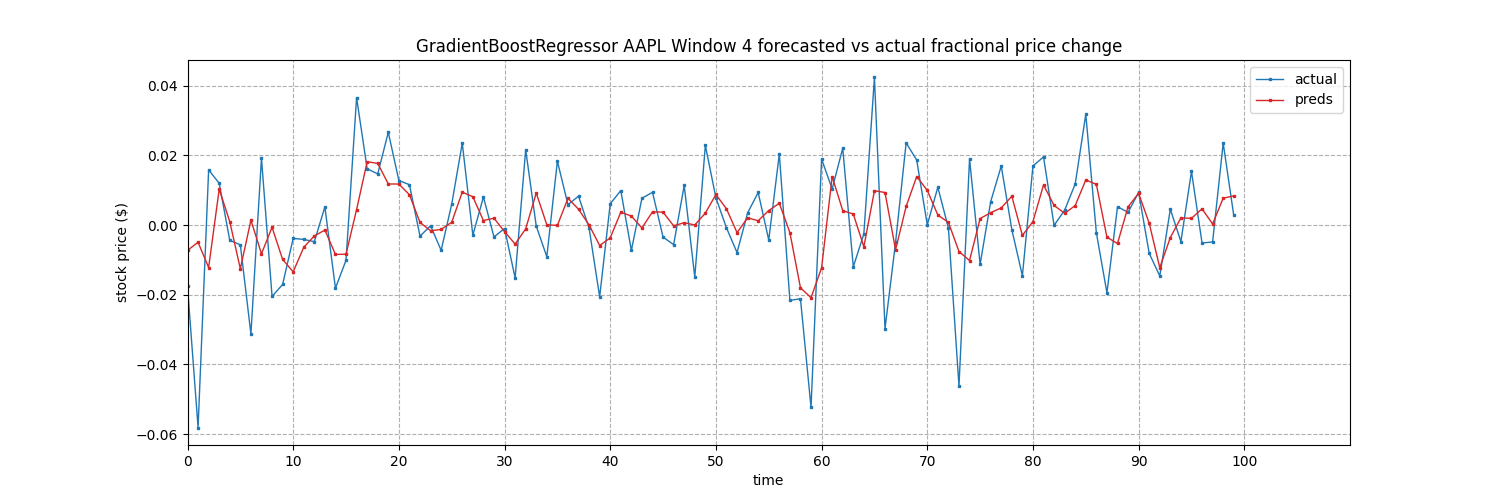 GradientBoostRegressor AAPL Window 4 forecasted vs actual fractional price change
actual
preds
stock price ($)
0.04
0.02
0.00
−0.02
−0.04
−0.06
0 10 20 30 40 50 60 70 80 90 100
time